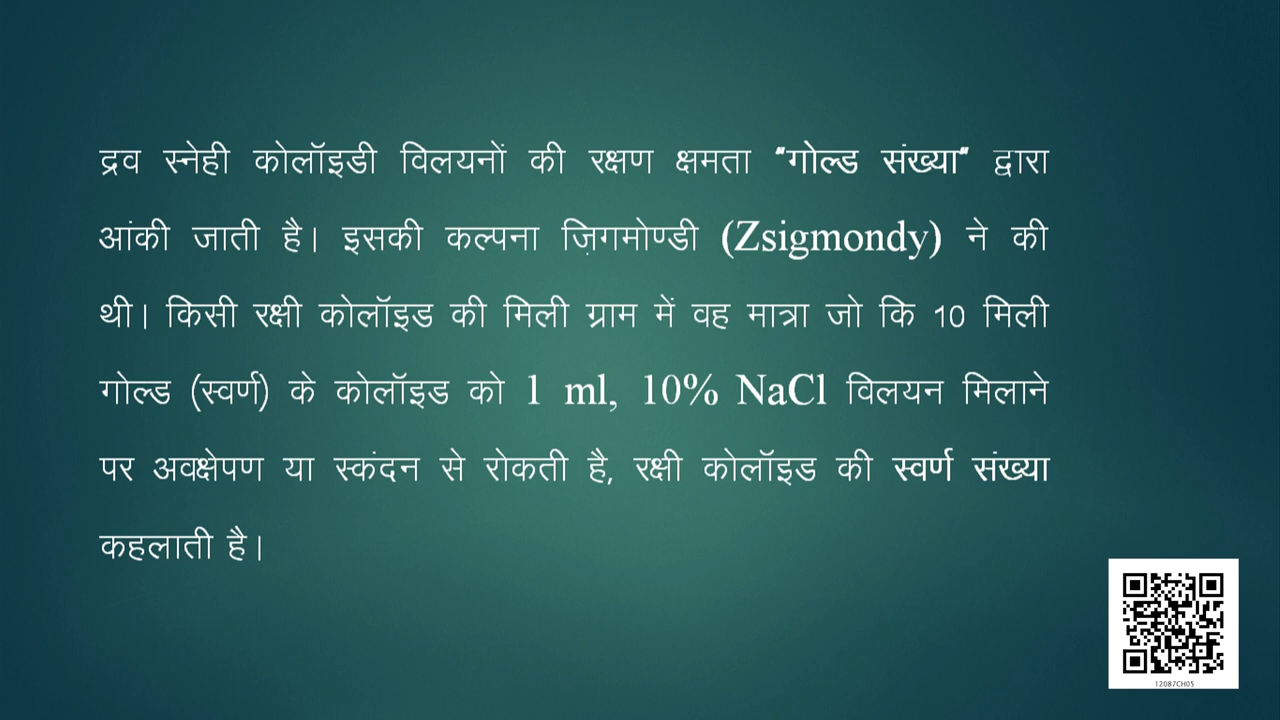 द्रव स्नेही कोलॉइडी विलयनों की रक्षण क्षमता "गोल्ड संख्या" द्वारा
आंकी जाती है। इसकी कल्पना ज़िगमोण्डी (Zsigmondy) ने की
थी। किसी रक्षी कोलॉइड की मिली ग्राम में वह मात्रा जो कि 10 मिली
गोल्ड (स्वर्ण) के कोलॉइड को 1 ml, 10% NaCl विलयन मिलाने
पर अवक्षेपण या स्कंदन से रोकती है, रक्षी कोलॉइड की स्वर्ण संख्या
कहलाती है।
12087CH05